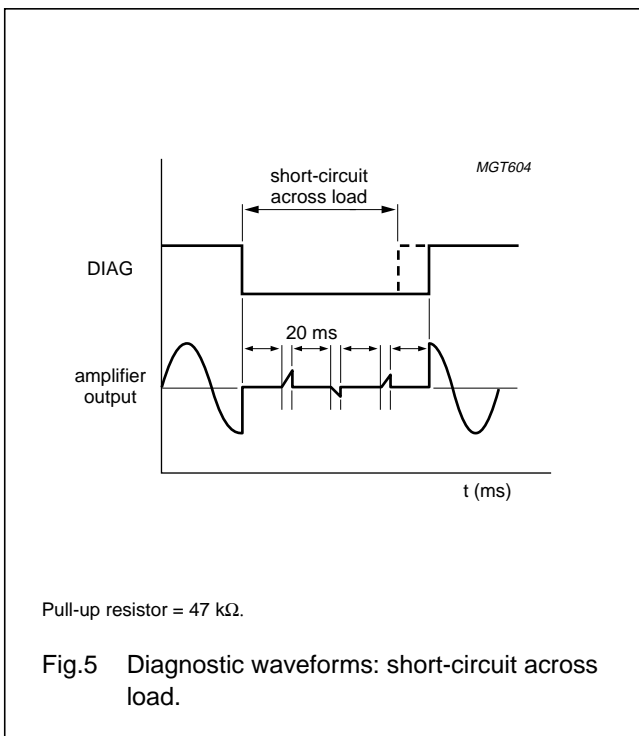 MGT604
short-circuit
across load
DIAG
20 ms
amplifier
output
t (ms)
Pull-up resistor = 47 kΩ.
Fig.5 Diagnostic waveforms: short-circuit across
load.